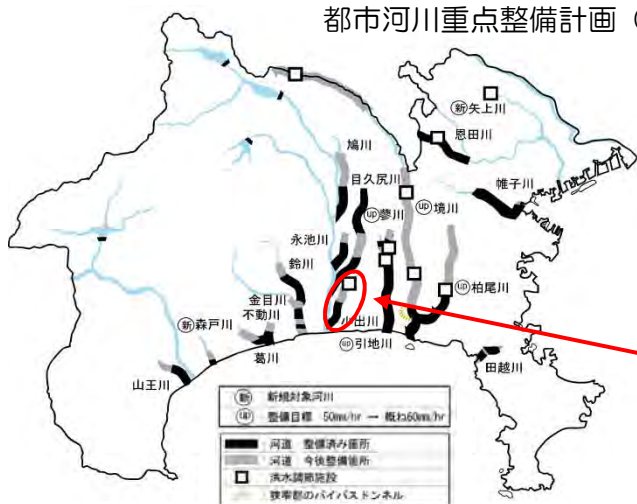 都市河川重点整備計画（
新 矢上川
恩田川
鳩川
帷子川
目久尻川
up 蓼川
up 境川
永池川
鈴川
up 柏尾川
金目川
不動川
新 森戸川
小出川
葛川
up 引地川
田越川
山王川
新 新規対象河川
up 整備目標 50mm/hr → 概ね60mm/hr
河道 整備済み箇所
河道 今後整備箇所
洪水調節施設
狭窄部のバイパストンネル